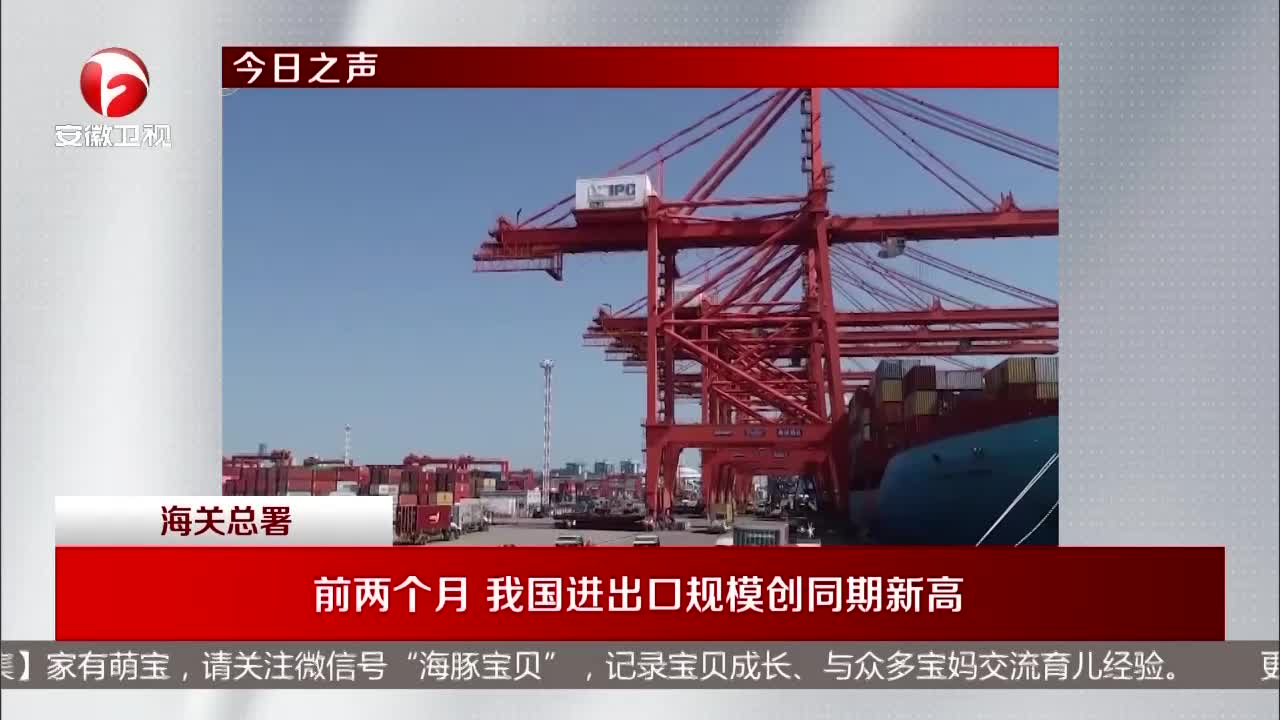 今日之声
安徽卫视
IPC
海关总署
前两个月 我国进出口规模创同期新高
集】家有萌宝，请关注微信号“海豚宝贝”，记录宝贝成长、与众多宝妈交流育儿经验。 更